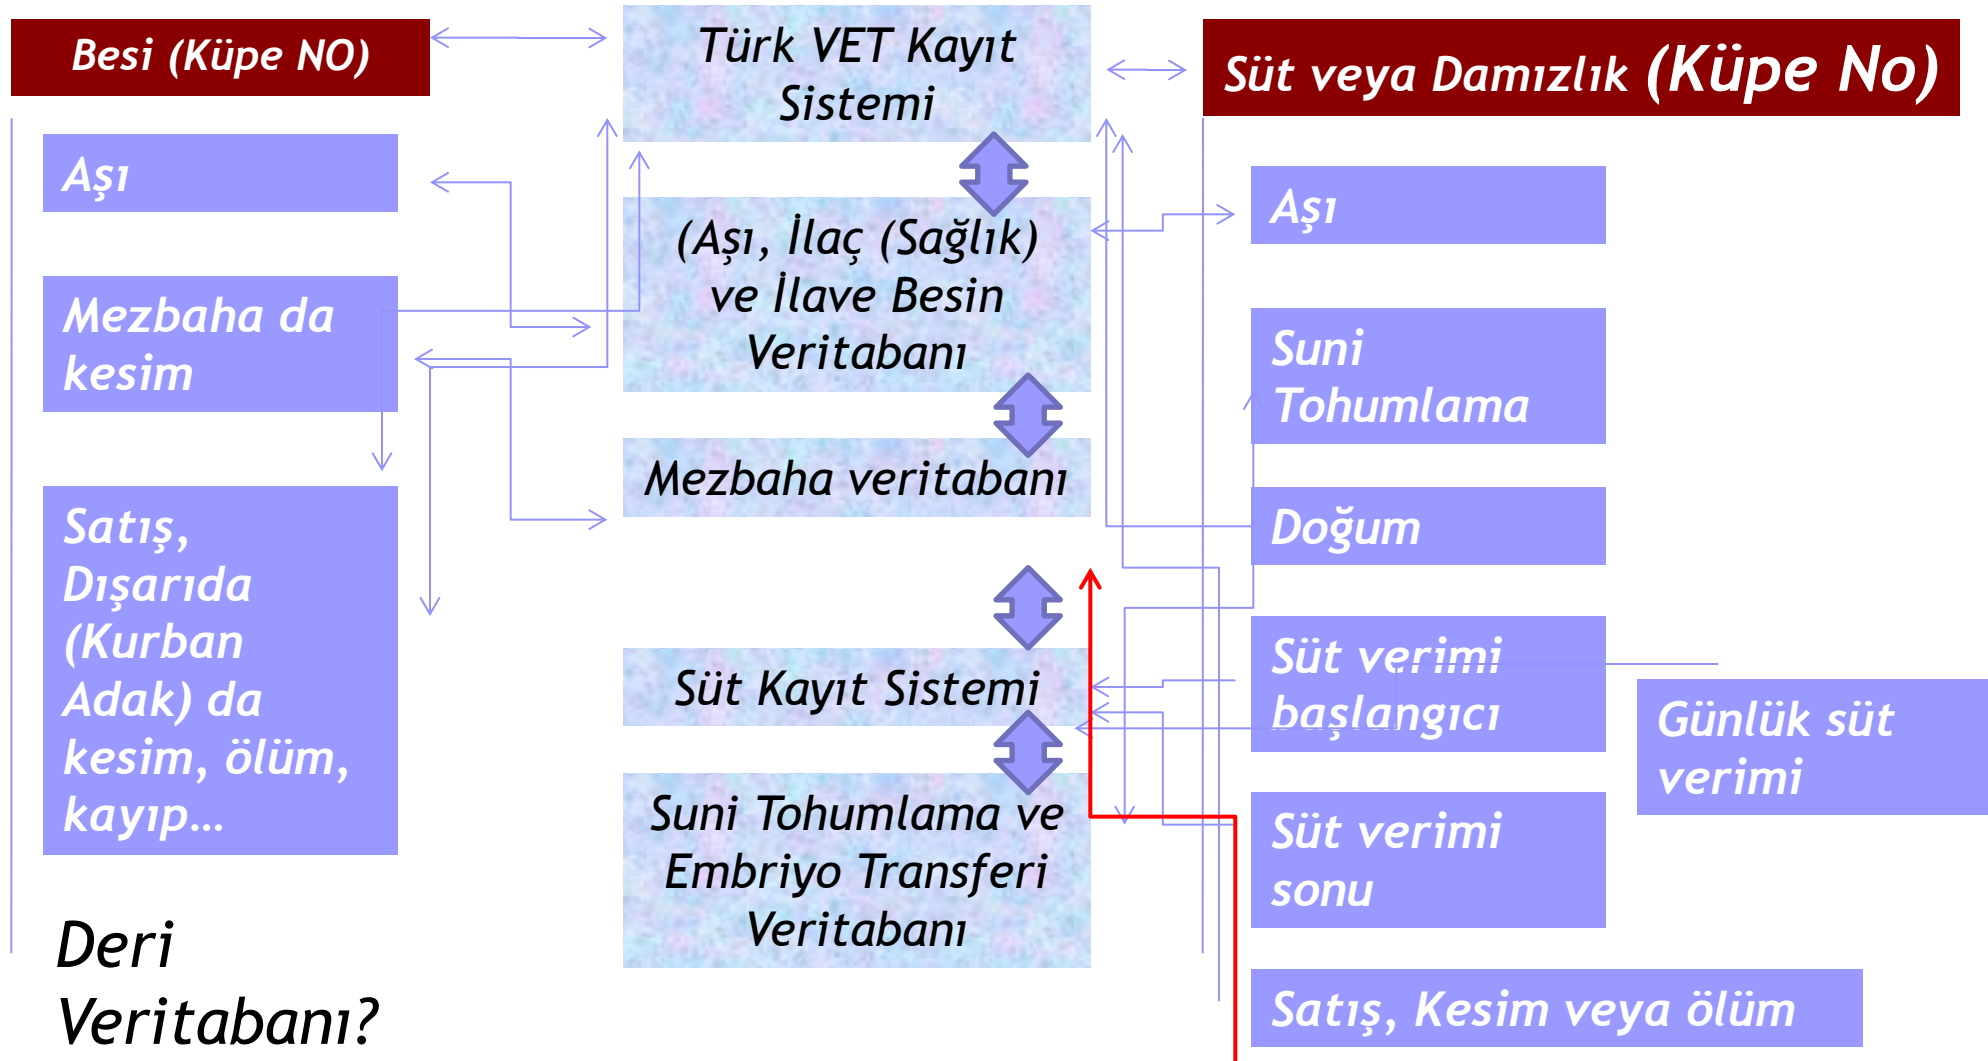 Besi (Küpe NO)
Aşı
Mezbaha da
kesim
Satış,
Dışarıda
(Kurban
Adak) da
kesim, ölüm,
kayıp…
Deri
Veritabanı?
Türk VET Kayıt
Sistemi
(Aşı, İlaç (Sağlık)
ve İlave Besin
Veritabanı
Mezbaha veritabanı
Süt Kayıt Sistemi
Suni Tohumlama ve
Embriyo Transferi
Veritabanı
Süt veya Damızlık (Küpe No)
Aşı
Suni
Tohumlama
Doğum
Süt verimi
başlangıcı
Günlük süt
verimi
Süt verimi
sonu
Satış, Kesim veya ölüm